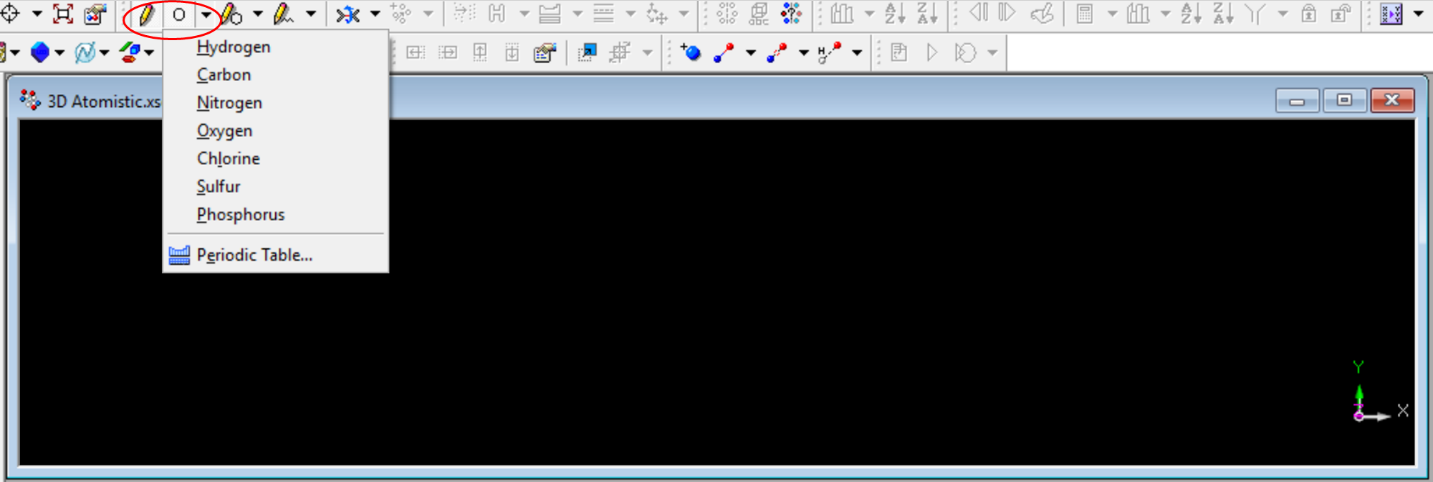 O
Hydrogen
Carbon
Nitrogen
Oxygen
Chlorine
Sulfur
Phosphorus
Periodic Table...
3D Atomistic.xs
Y
X